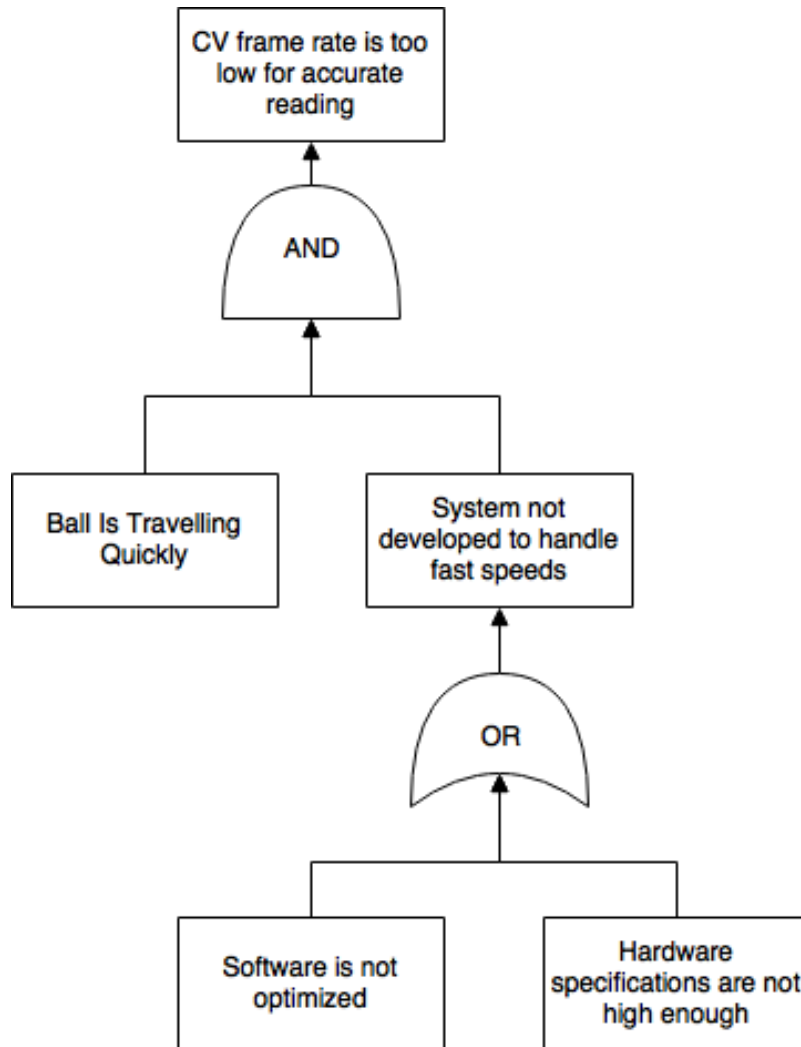 CV frame rate is too
low for accurate
reading
AND
Ball Is Travelling
Quickly
System not
developed to handle
fast speeds
OR
Software is not
optimized
Hardware
specifications are not
high enough